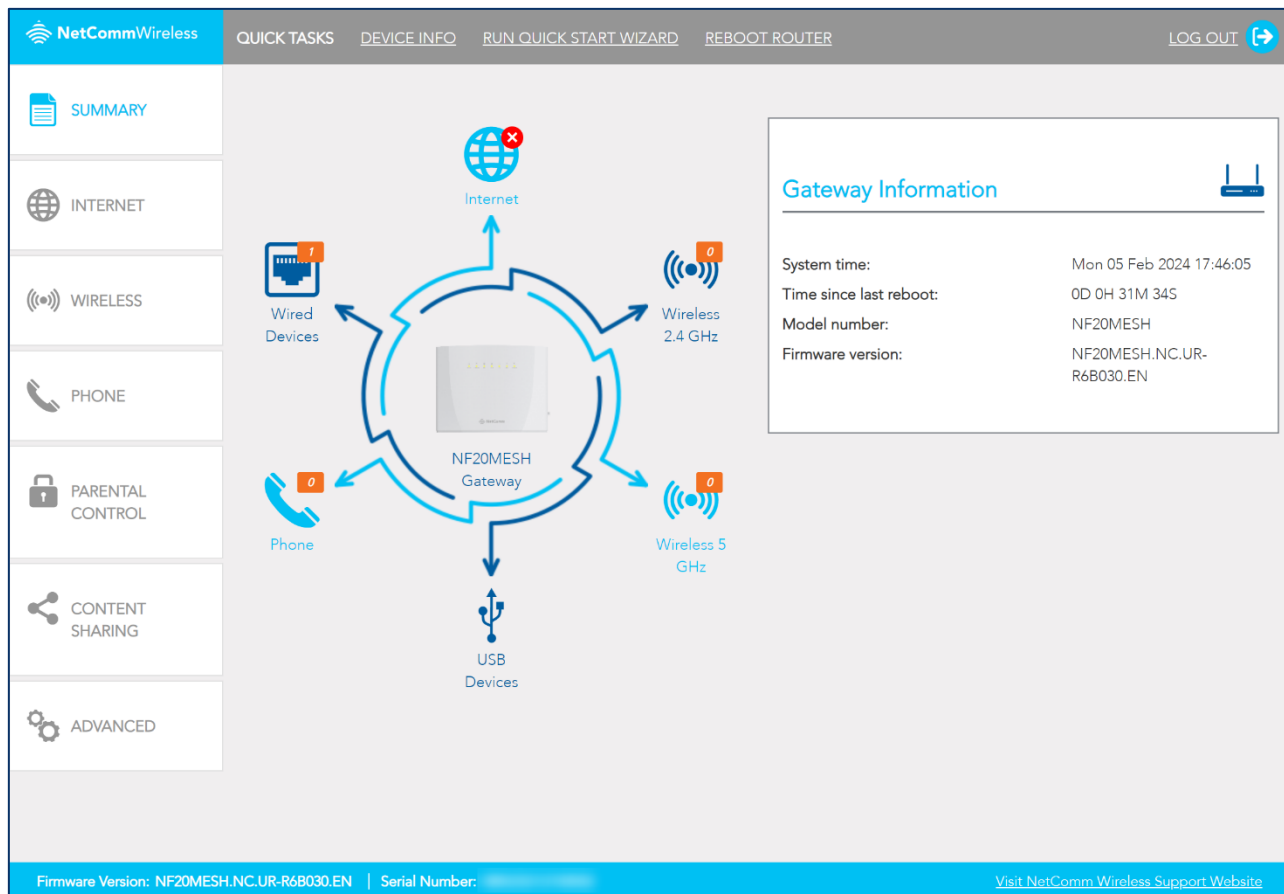 NetCommWireless
QUICK TASKS DEVICE INFO RUN QUICK START WIZARD REBOOT ROUTER LOG OUT
SUMMARY
INTERNET
WIRELESS
PHONE
PARENTAL
CONTROL
CONTENT
SHARING
ADVANCED
Internet
1
Wired
Devices
0
Wireless
2.4 GHz
NetComm
NF20MESH
Gateway
0
Phone
0
Wireless 5
GHz
USB
Devices
Gateway Information
System time: Mon 05 Feb 2024 17:46:05
Time since last reboot: 0D 0H 31M 34S
Model number: NF20MESH
Firmware version: NF20MESH.NC.UR-
R6B030.EN
Firmware Version: NF20MESH.NC.UR-R6B030.EN | Serial Number:
Visit NetComm Wireless Support Website